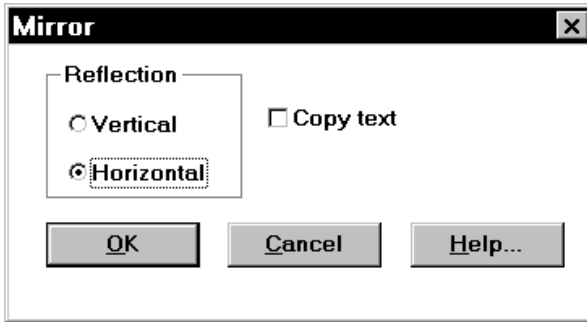 Mirror
Reflection
Vertical
Copy text
Horizontal
OK
Cancel
Help...